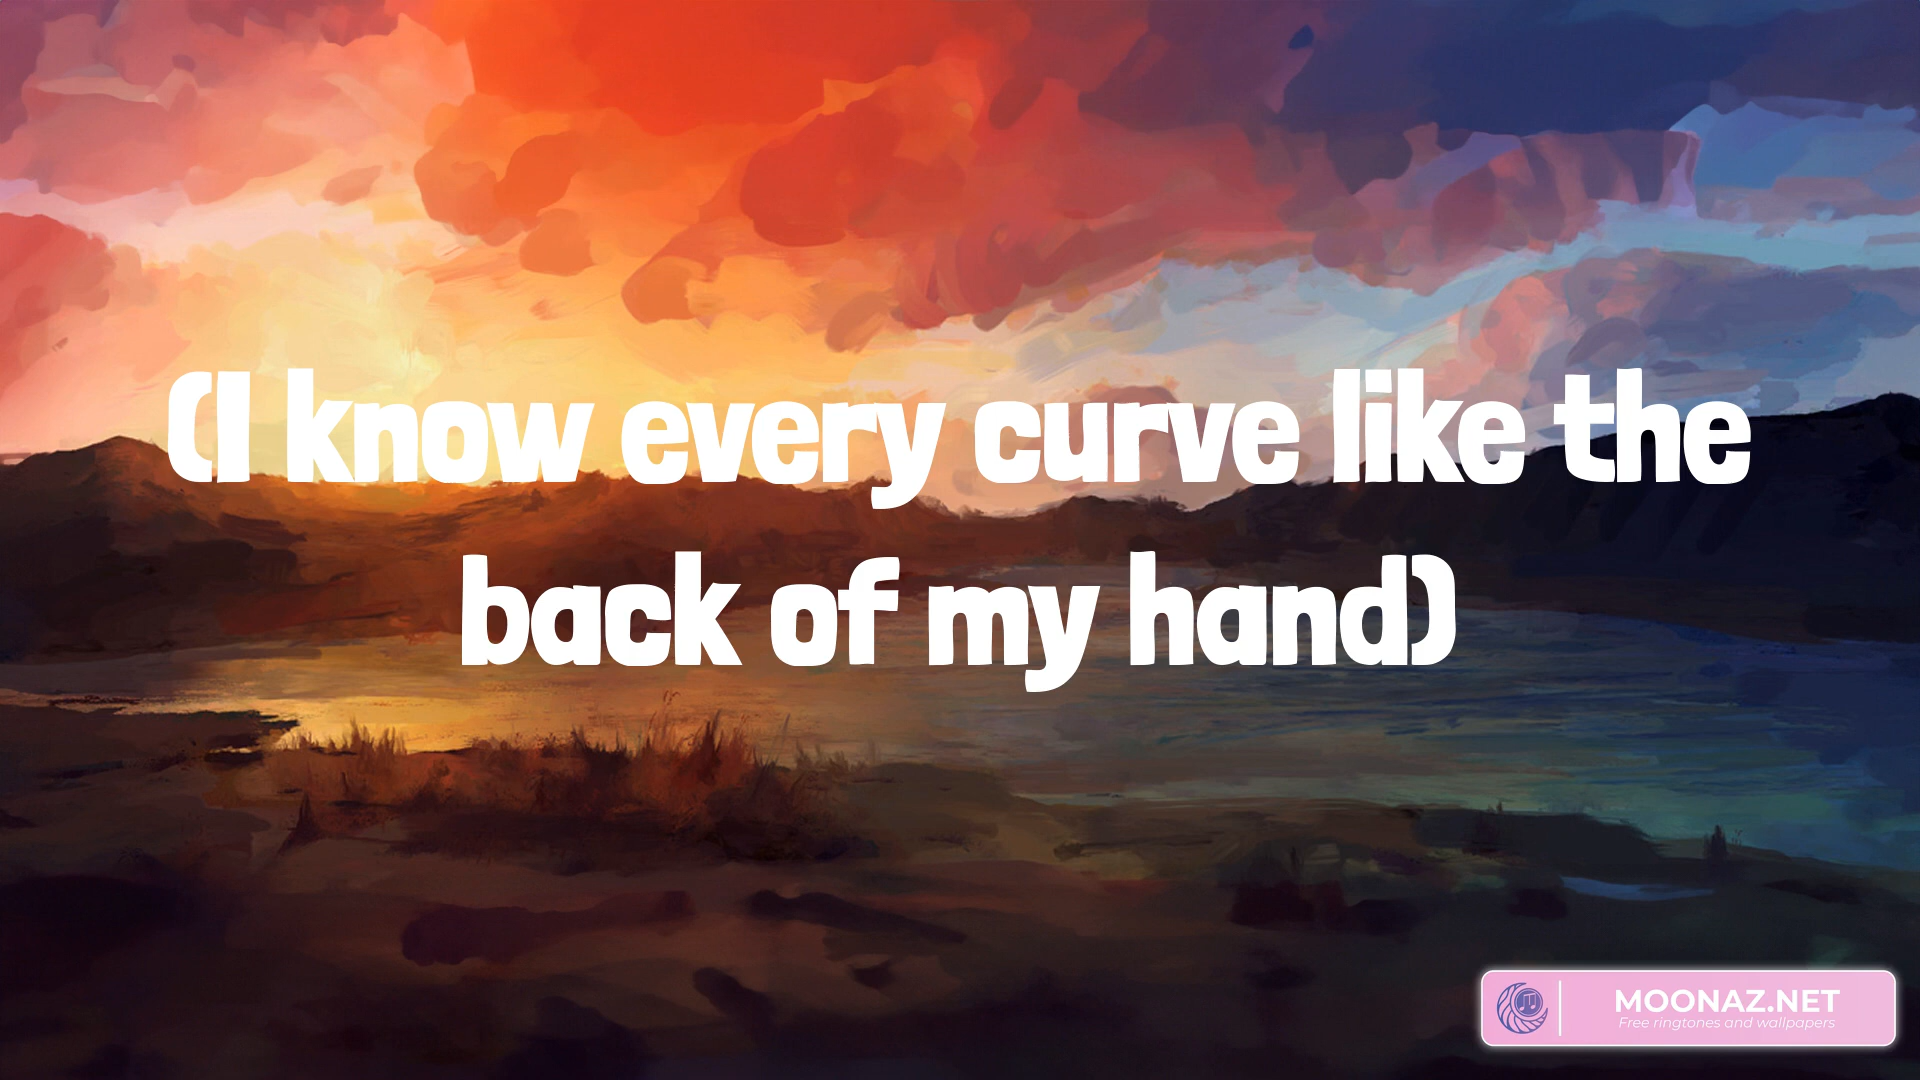 (I know every curve like the
back of my hand)
MOONAZ.NET
Free ringtones and wallpapers